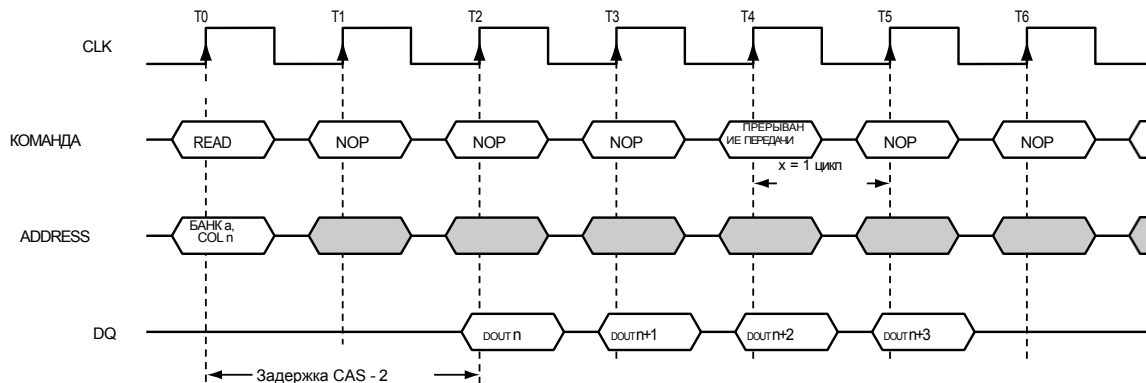 T0 T1 T2 T3 T4 T5 T6
CLK
КОМАНДА READ NOP NOP NOP ПРЕРЫВАН
ИЕ ПЕРЕДАЧИ NOP NOP
x = 1 цикл
ADDRESS БАНК a,
COL n
DQ DOUT n DOUT n+1 DOUT n+2 DOUT n+3
Задержка CAS - 2